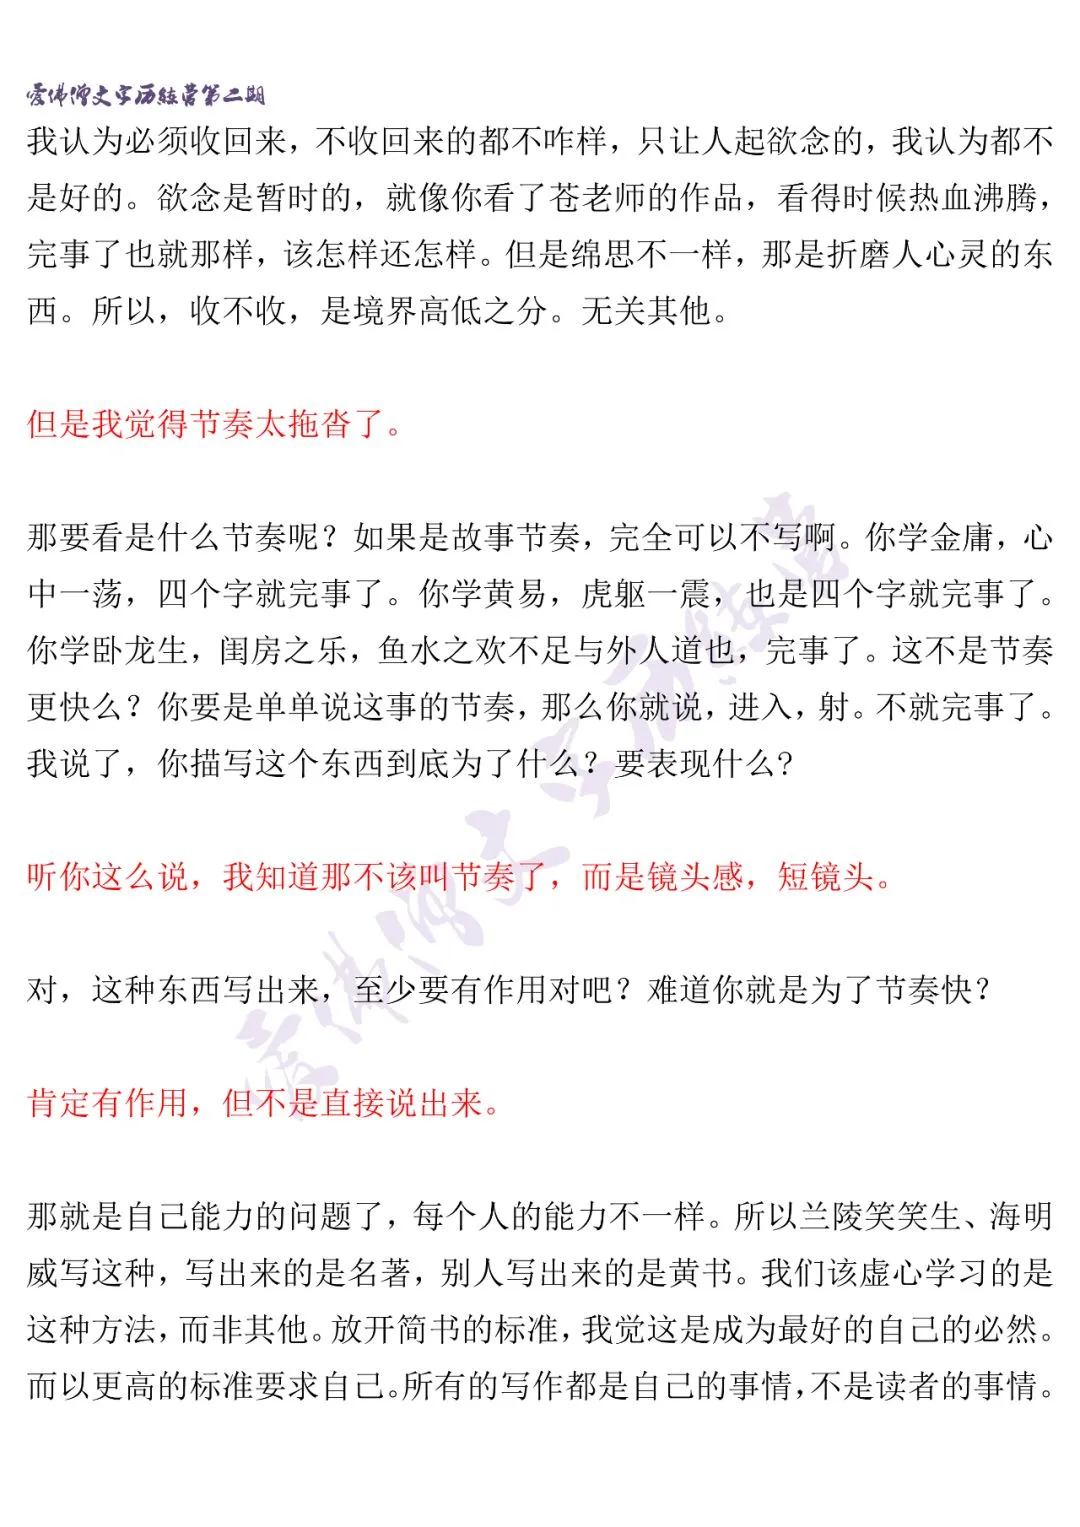 爱佛僧文字历练营第二期
我认为必须收回来，不收回来的都不咋样，只让人起欲念的，我认为都不
是好的。欲念是暂时的，就像你看了苍老师的作品，看得时候热血沸腾，
完事了也就那样，该怎样还怎样。但是绵思不一样，那是折磨人心灵的东
西。所以，收不收，是境界高低之分。无关其他。
但是我觉得节奏太拖沓了。
那要看是什么节奏呢？如果是故事节奏，完全可以不写啊。你学金庸，心
中一荡，四个字就完事了。你学黄易，虎躯一震，也是四个字就完事了。
你学卧龙生，闺房之乐，鱼水之欢不足与外人道也，完事了。这不是节奏
更快么？你要是单单说这事的节奏，那么你就说，进入，射。不就完事了。
我说了，你描写这个东西到底为了什么？要表现什么?
听你这么说，我知道那不该叫节奏了，而是镜头感，短镜头。
对，这种东西写出来，至少要有作用对吧？难道你就是为了节奏快？
肯定有作用，但不是直接说出来。
那就是自己能力的问题了，每个人的能力不一样。所以兰陵笑笑生、海明
威写这种，写出来的是名著，别人写出来的是黄书。我们该虚心学习的是
这种方法，而非其他。放开简书的标准，我觉这是成为最好的自己的必然。
而以更高的标准要求自己。所有的写作都是自己的事情，不是读者的事情。
爱佛僧文字历练营